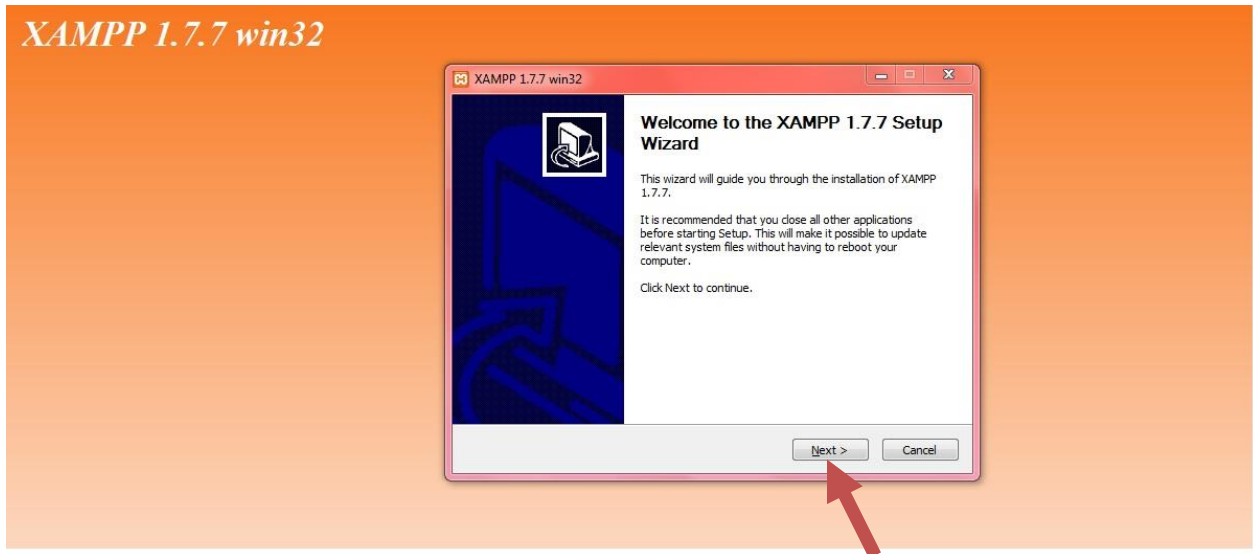 XAMPP 1.7.7 win32
XAMPP 1.7.7 win32
Welcome to the XAMPP 1.7.7 Setup
Wizard
This wizard will guide you through the installation of XAMPP
1.7.7.
It is recommended that you close all other applications
before starting Setup. This will make it possible to update
relevant system files without having to reboot your
computer.
Click Next to continue.
Next >
Cancel